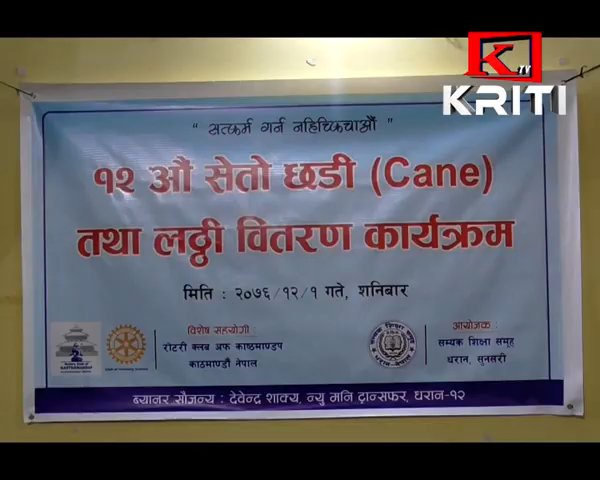 K TV
KRITI
" सत्कर्म गर्न नहिच्किचाऔं "
१२ औं सेतो छडी (Cane)
तथा लठ्ठी वितरण कार्यक्रम
मिति : २०७६/१२/१ गते, शनिबार
विशेष सहयोगी :
रोटरी क्लब अफ काष्ठमाण्डप
काठमाण्डौं नेपाल
आयोजक :
सम्यक शिक्षा समूह
धरान, सुनसरी
ब्यानर सौजन्य : देवेन्द्र शाक्य, न्यु मनि ट्रान्सफर, धरान-१२